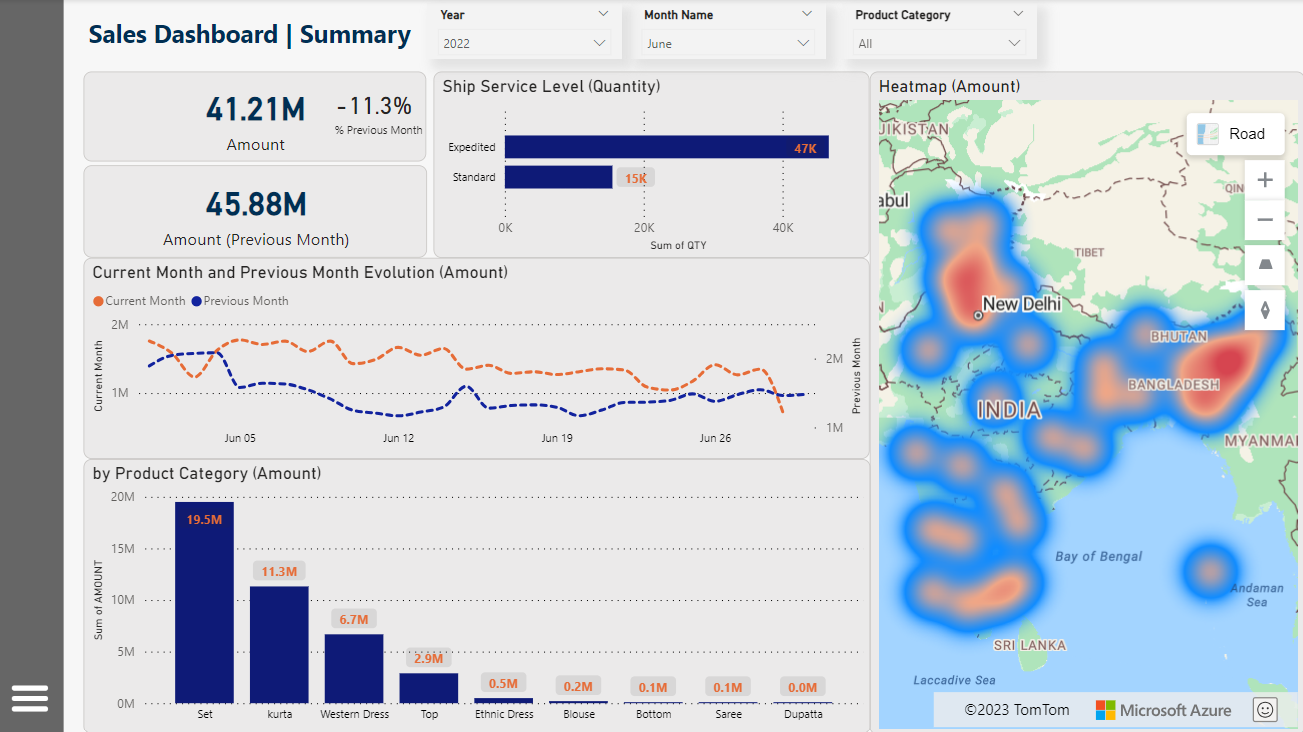 Sales Dashboard | Summary
Year
2022
Month Name
June
Product Category
All
41.21M
Amount
-11.3%
% Previous Month
45.88M
Amount (Previous Month)
Ship Service Level (Quantity)
Expedited
47K
Standard
15K
0K 20K 40K
Sum of QTY
Current Month and Previous Month Evolution (Amount)
Current Month Previous Month
2M
1M
Current Month
2M
1M
Previous Month
Jun 05 Jun 12 Jun 19 Jun 26
by Product Category (Amount)
Sum of AMOUNT
20M
15M
10M
5M
0M
19.5M
11.3M
6.7M
2.9M
0.5M
0.2M
0.1M
0.1M
0.0M
Set kurta Western Dress Top Ethnic Dress Blouse Bottom Saree Dupatta
Heatmap (Amount)
Road
UIKISTAN
abul
QIN
TIBET
New Delhi
BHUTAN
BANGLADESH
INDIA
MYANMA
Bay of Bengal
Andaman
Sea
SRI LANKA
Laccadive Sea
©2023 TomTom
Microsoft Azure